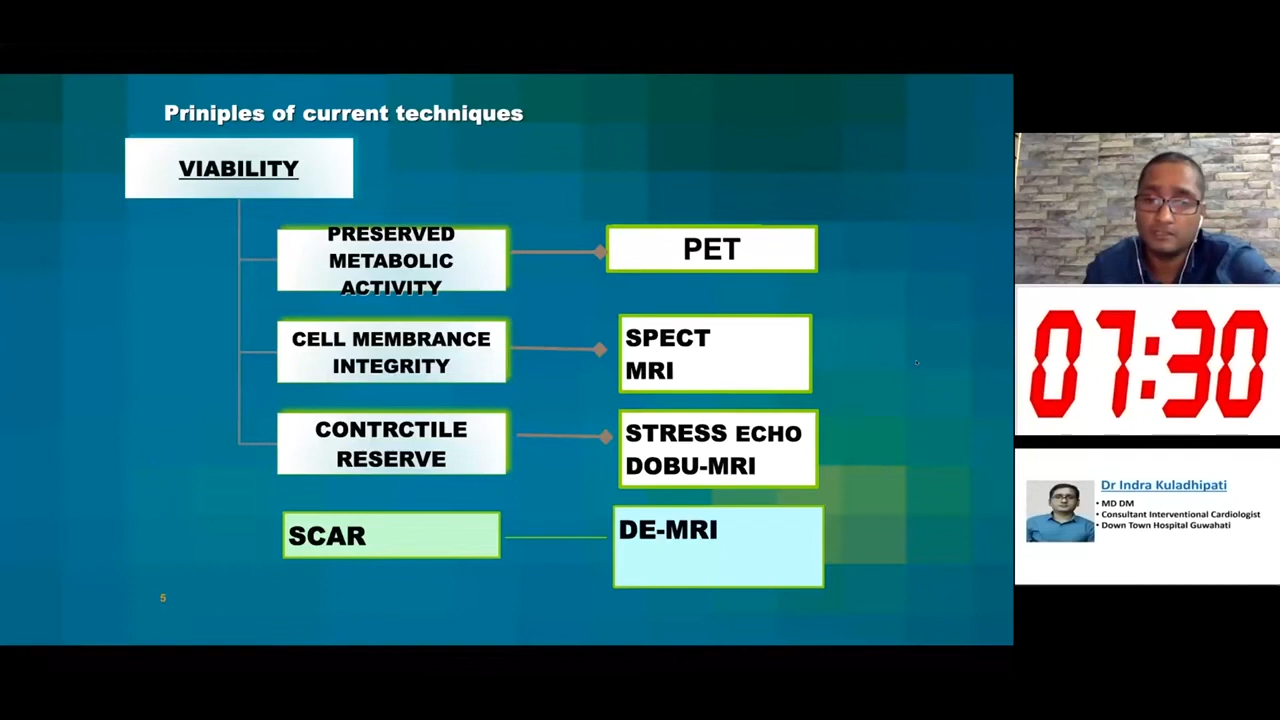 Priniples of current techniques
VIABILITY
PRESERVED
METABOLIC
ACTIVITY
PET
CELL MEMBRANCE
INTEGRITY
SPECT
MRI
CONTRCTILE
RESERVE
STRESS ECHO
DOBU-MRI
SCAR
DE-MRI
5
07:30
Dr Indra Kuladhipati
• MD DM
• Consultant Interventional Cardiologist
• Down Town Hospital Guwahati